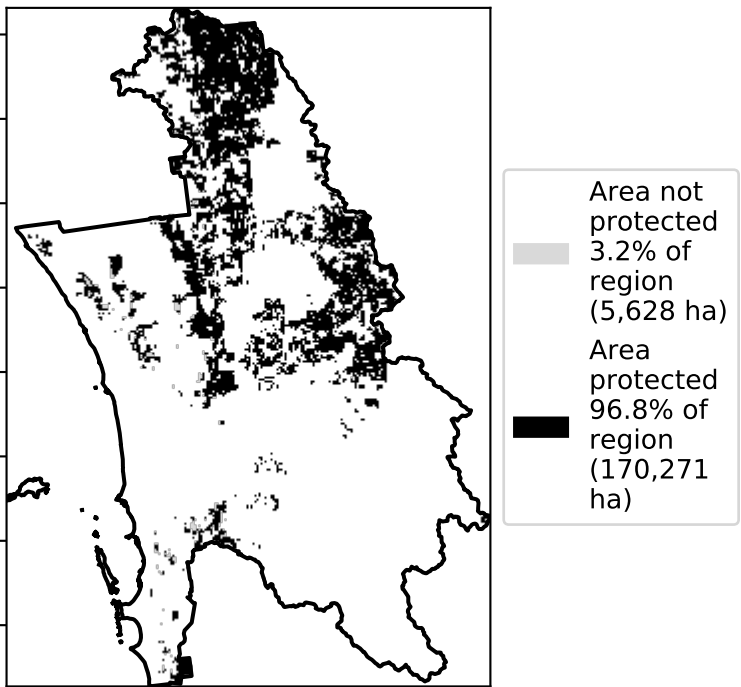 Area not
protected
3.2% of
region
(5,628 ha)
Area
protected
96.8% of
region
(170,271
ha)